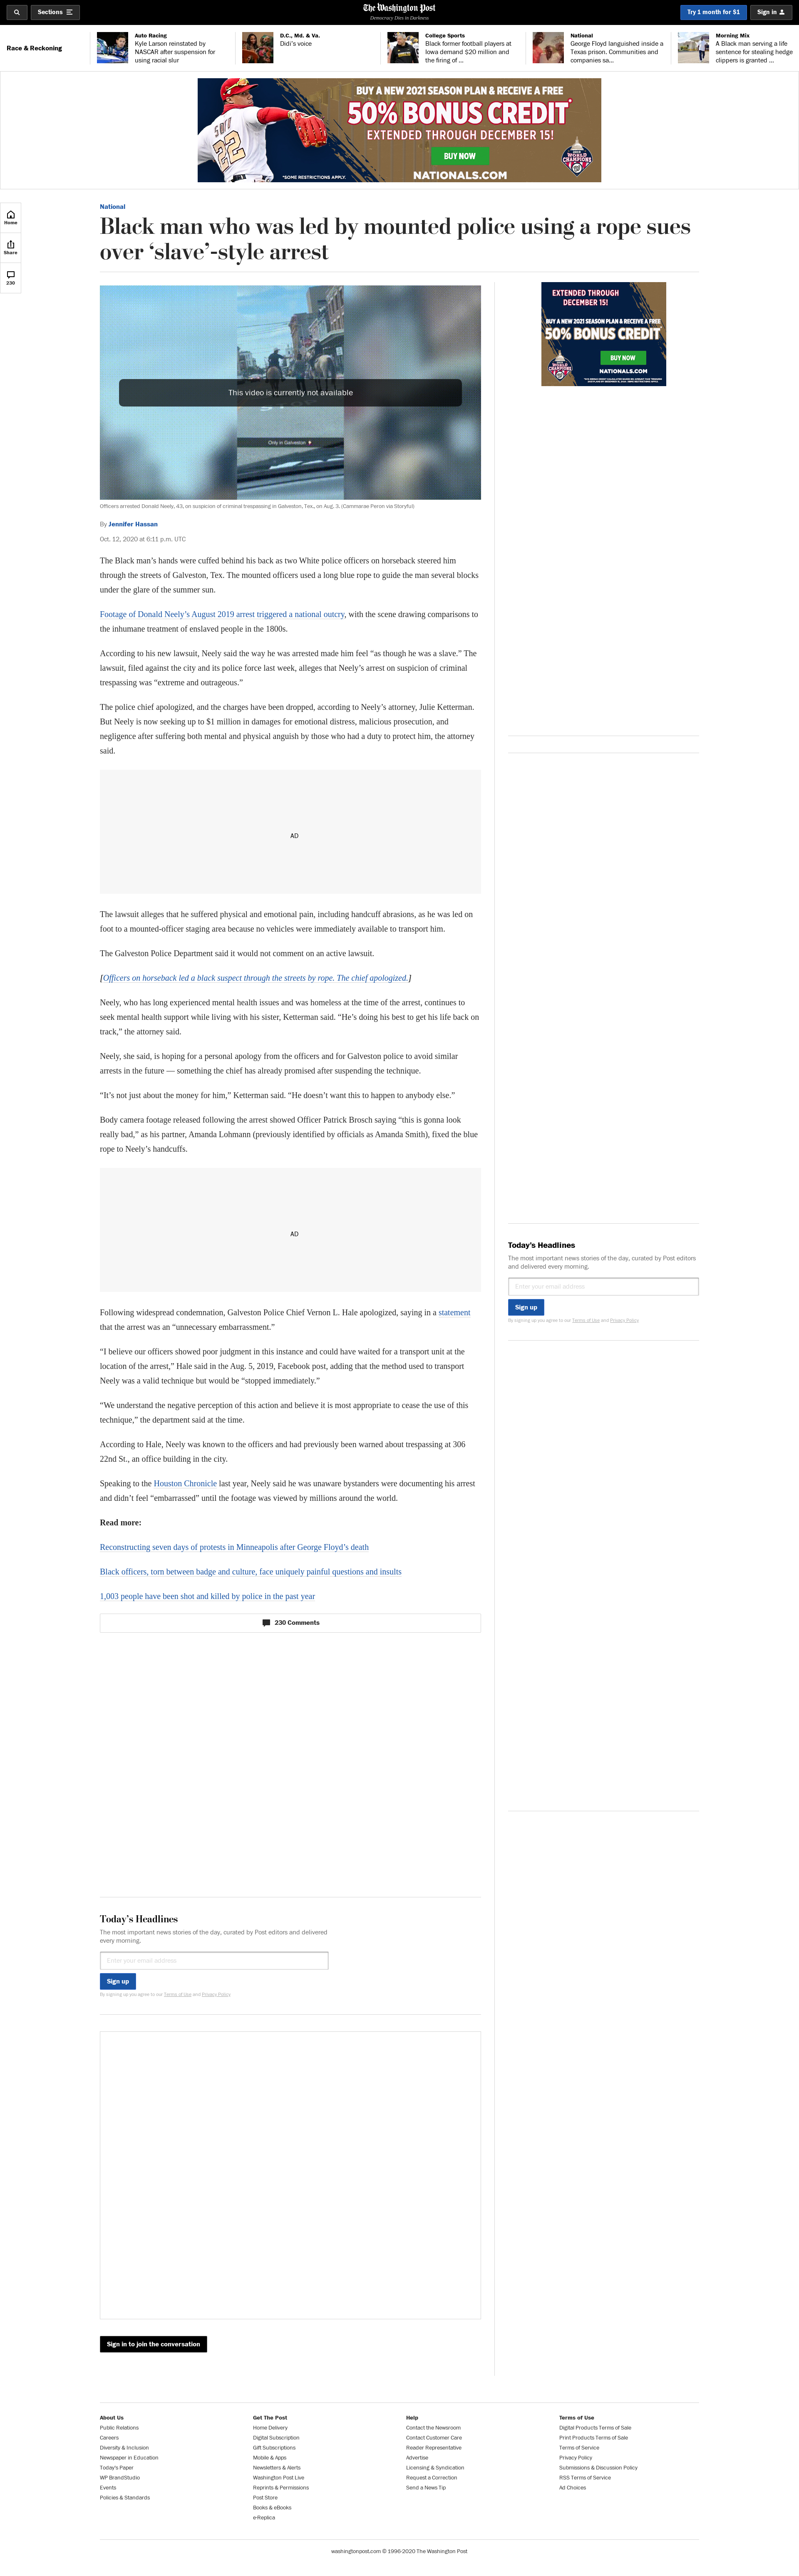 Sections
The Washington Post
Democracy Dies in Darkness
Try 1 month for $1
Sign in
Race & Reckoning
Auto Racing
Kyle Larson reinstated by
NASCAR after suspension for
using racial slur
D.C., Md. & Va.
Didi's voice
College Sports
Black former football players at
Iowa demand $20 million and
the firing of ...
National
George Floyd languished inside a
Texas prison. Communities and
companies sa...
Morning Mix
A Black man serving a life
sentence for stealing hedge
clippers is granted ...
BUY A NEW 2021 SEASON PLAN & RECEIVE A FREE
50% BONUS CREDIT*
EXTENDED THROUGH DECEMBER 15!
BUY NOW
*SOME RESTRICTIONS APPLY.
NATIONALS.COM
WORLD
CHAMPIONS
SOTO
22
Home
Share
230
National
Black man who was led by mounted police using a rope sues
over ‘slave’-style arrest
This video is currently not available
Only in Galveston
Officers arrested Donald Neely, 43, on suspicion of criminal trespassing in Galveston, Tex., on Aug. 3. (Cammarae Peron via Storyful)
By Jennifer Hassan
Oct. 12, 2020 at 6:11 p.m. UTC
EXTENDED THROUGH
DECEMBER 15!
BUY A NEW 2021 SEASON PLAN & RECEIVE A FREE
50% BONUS CREDIT*
BUY NOW
NATIONALS.COM
The Black man’s hands were cuffed behind his back as two White police officers on horseback steered him
through the streets of Galveston, Tex. The mounted officers used a long blue rope to guide the man several blocks
under the glare of the summer sun.
Footage of Donald Neely’s August 2019 arrest triggered a national outcry, with the scene drawing comparisons to
the inhumane treatment of enslaved people in the 1800s.
According to his new lawsuit, Neely said the way he was arrested made him feel “as though he was a slave.” The
lawsuit, filed against the city and its police force last week, alleges that Neely’s arrest on suspicion of criminal
trespassing was “extreme and outrageous.”
The police chief apologized, and the charges have been dropped, according to Neely’s attorney, Julie Ketterman.
But Neely is now seeking up to $1 million in damages for emotional distress, malicious prosecution, and
negligence after suffering both mental and physical anguish by those who had a duty to protect him, the attorney
said.
AD
The lawsuit alleges that he suffered physical and emotional pain, including handcuff abrasions, as he was led on
foot to a mounted-officer staging area because no vehicles were immediately available to transport him.
The Galveston Police Department said it would not comment on an active lawsuit.
[Officers on horseback led a black suspect through the streets by rope. The chief apologized.]
Neely, who has long experienced mental health issues and was homeless at the time of the arrest, continues to
seek mental health support while living with his sister, Ketterman said. “He’s doing his best to get his life back on
track,” the attorney said.
Neely, she said, is hoping for a personal apology from the officers and for Galveston police to avoid similar
arrests in the future — something the chief has already promised after suspending the technique.
“It’s not just about the money for him,” Ketterman said. “He doesn’t want this to happen to anybody else.”
Body camera footage released following the arrest showed Officer Patrick Brosch saying “this is gonna look
really bad,” as his partner, Amanda Lohmann (previously identified by officials as Amanda Smith), fixed the blue
rope to Neely’s handcuffs.
AD
Today’s Headlines
The most important news stories of the day, curated by Post editors
and delivered every morning.
Enter your email address
Sign up
By signing up you agree to our Terms of Use and Privacy Policy
Following widespread condemnation, Galveston Police Chief Vernon L. Hale apologized, saying in a statement
that the arrest was an “unnecessary embarrassment.”
“I believe our officers showed poor judgment in this instance and could have waited for a transport unit at the
location of the arrest,” Hale said in the Aug. 5, 2019, Facebook post, adding that the method used to transport
Neely was a valid technique but would be “stopped immediately.”
“We understand the negative perception of this action and believe it is most appropriate to cease the use of this
technique,” the department said at the time.
According to Hale, Neely was known to the officers and had previously been warned about trespassing at 306
22nd St., an office building in the city.
Speaking to the Houston Chronicle last year, Neely said he was unaware bystanders were documenting his arrest
and didn’t feel “embarrassed” until the footage was viewed by millions around the world.
Read more:
Reconstructing seven days of protests in Minneapolis after George Floyd’s death
Black officers, torn between badge and culture, face uniquely painful questions and insults
1,003 people have been shot and killed by police in the past year
230 Comments
Today’s Headlines
The most important news stories of the day, curated by Post editors and delivered
every morning.
Enter your email address
Sign up
By signing up you agree to our Terms of Use and Privacy Policy
Sign in to join the conversation
About Us
Public Relations
Careers
Diversity & Inclusion
Newspaper in Education
Today's Paper
WP BrandStudio
Events
Policies & Standards
Get The Post
Home Delivery
Digital Subscription
Gift Subscriptions
Mobile & Apps
Newsletters & Alerts
Washington Post Live
Reprints & Permissions
Post Store
Books & eBooks
e-Replica
Help
Contact the Newsroom
Contact Customer Care
Reader Representative
Advertise
Licensing & Syndication
Request a Correction
Send a News Tip
Terms of Use
Digital Products Terms of Sale
Print Products Terms of Sale
Terms of Service
Privacy Policy
Submissions & Discussion Policy
RSS Terms of Service
Ad Choices
washingtonpost.com © 1996-2020 The Washington Post